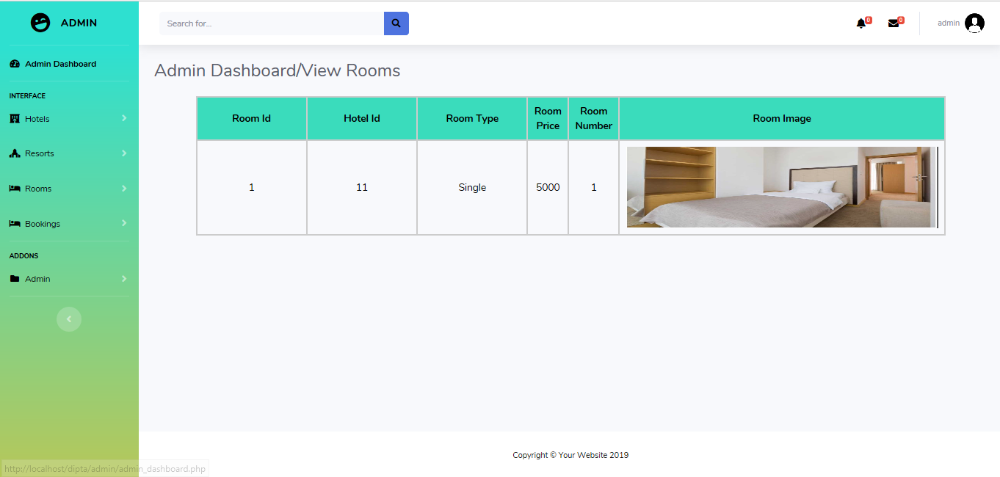 ADMIN
Search for...
0
0
admin
Admin Dashboard
Admin Dashboard/View Rooms
INTERFACE
Hotels
Resorts
Rooms
Bookings
ADDONS
Admin
Room Id
Hotel Id
Room Type
Room Price
Room Number
Room Image
1
11
Single
5000
1
Copyright © Your Website 2019
http://localhost/dipta/admin/admin_dashboard.php